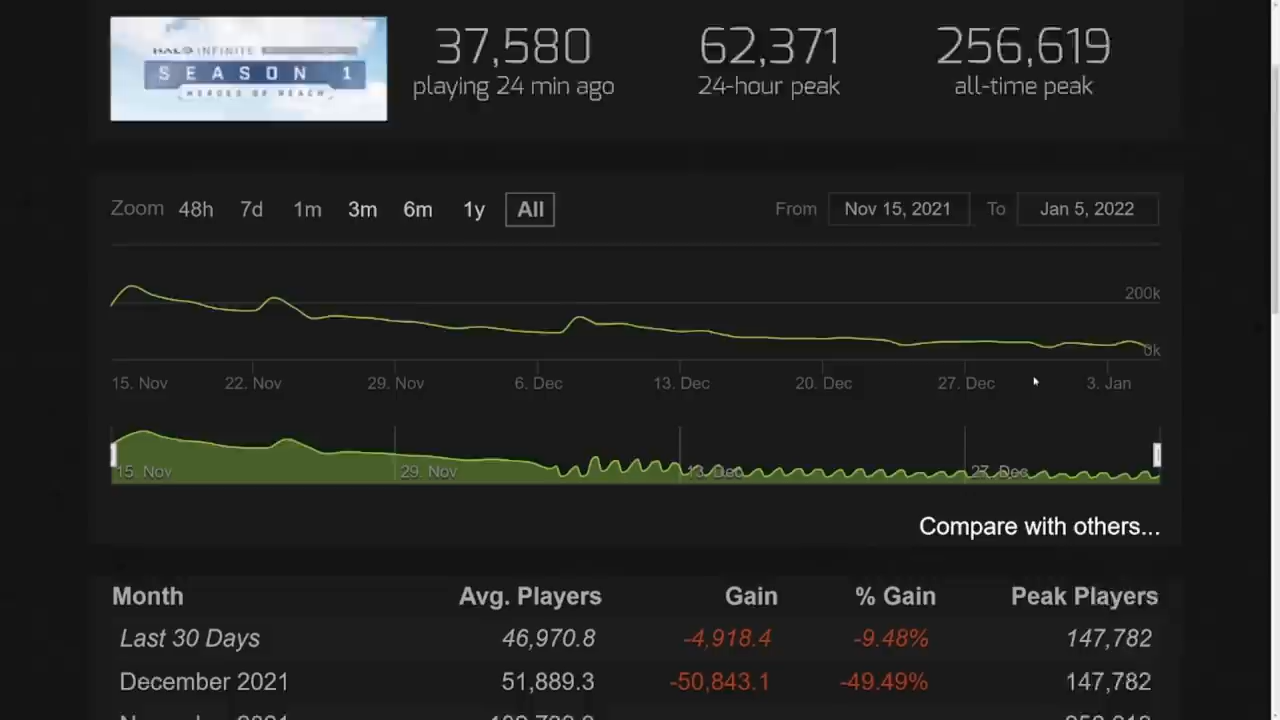 HALO INFINITE
SEASON 1
HEROES OF REACH
37,580
playing 24 min ago
62,371
24-hour peak
256,619
all-time peak
Zoom 48h 7d 1m 3m 6m 1y All
From Nov 15, 2021 To Jan 5, 2022
200k
0k
15. Nov 22. Nov 29. Nov 6. Dec 13. Dec 20. Dec 27. Dec 3. Jan
15. Nov 29. Nov 13. Dec 27. Dec
Compare with others...
Month Avg. Players Gain % Gain Peak Players
Last 30 Days 46,970.8 -4,918.4 -9.48% 147,782
December 2021 51,889.3 -50,843.1 -49.49% 147,782